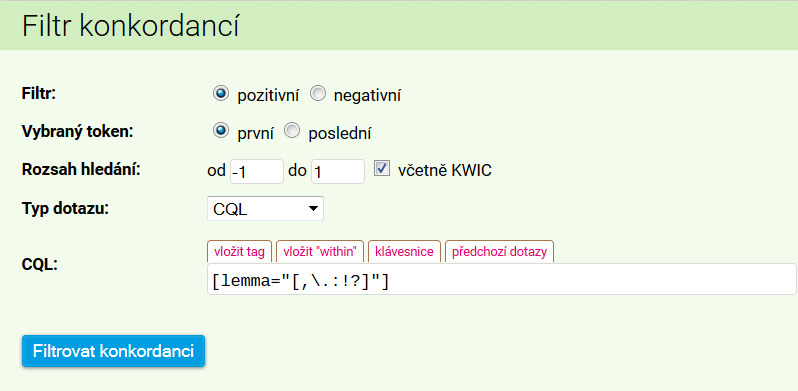 Filtr konkordancí
Filtr: pozitivní negativní
Vybraný token: první poslední
Rozsah hledání: od -1 do 1 včetně KWIC
Typ dotazu: CQL
vložit tag vložit "within" klávesnice předchozí dotazy
CQL:
[lemma="[,\.:!?]"]
Filtrovat konkordanci